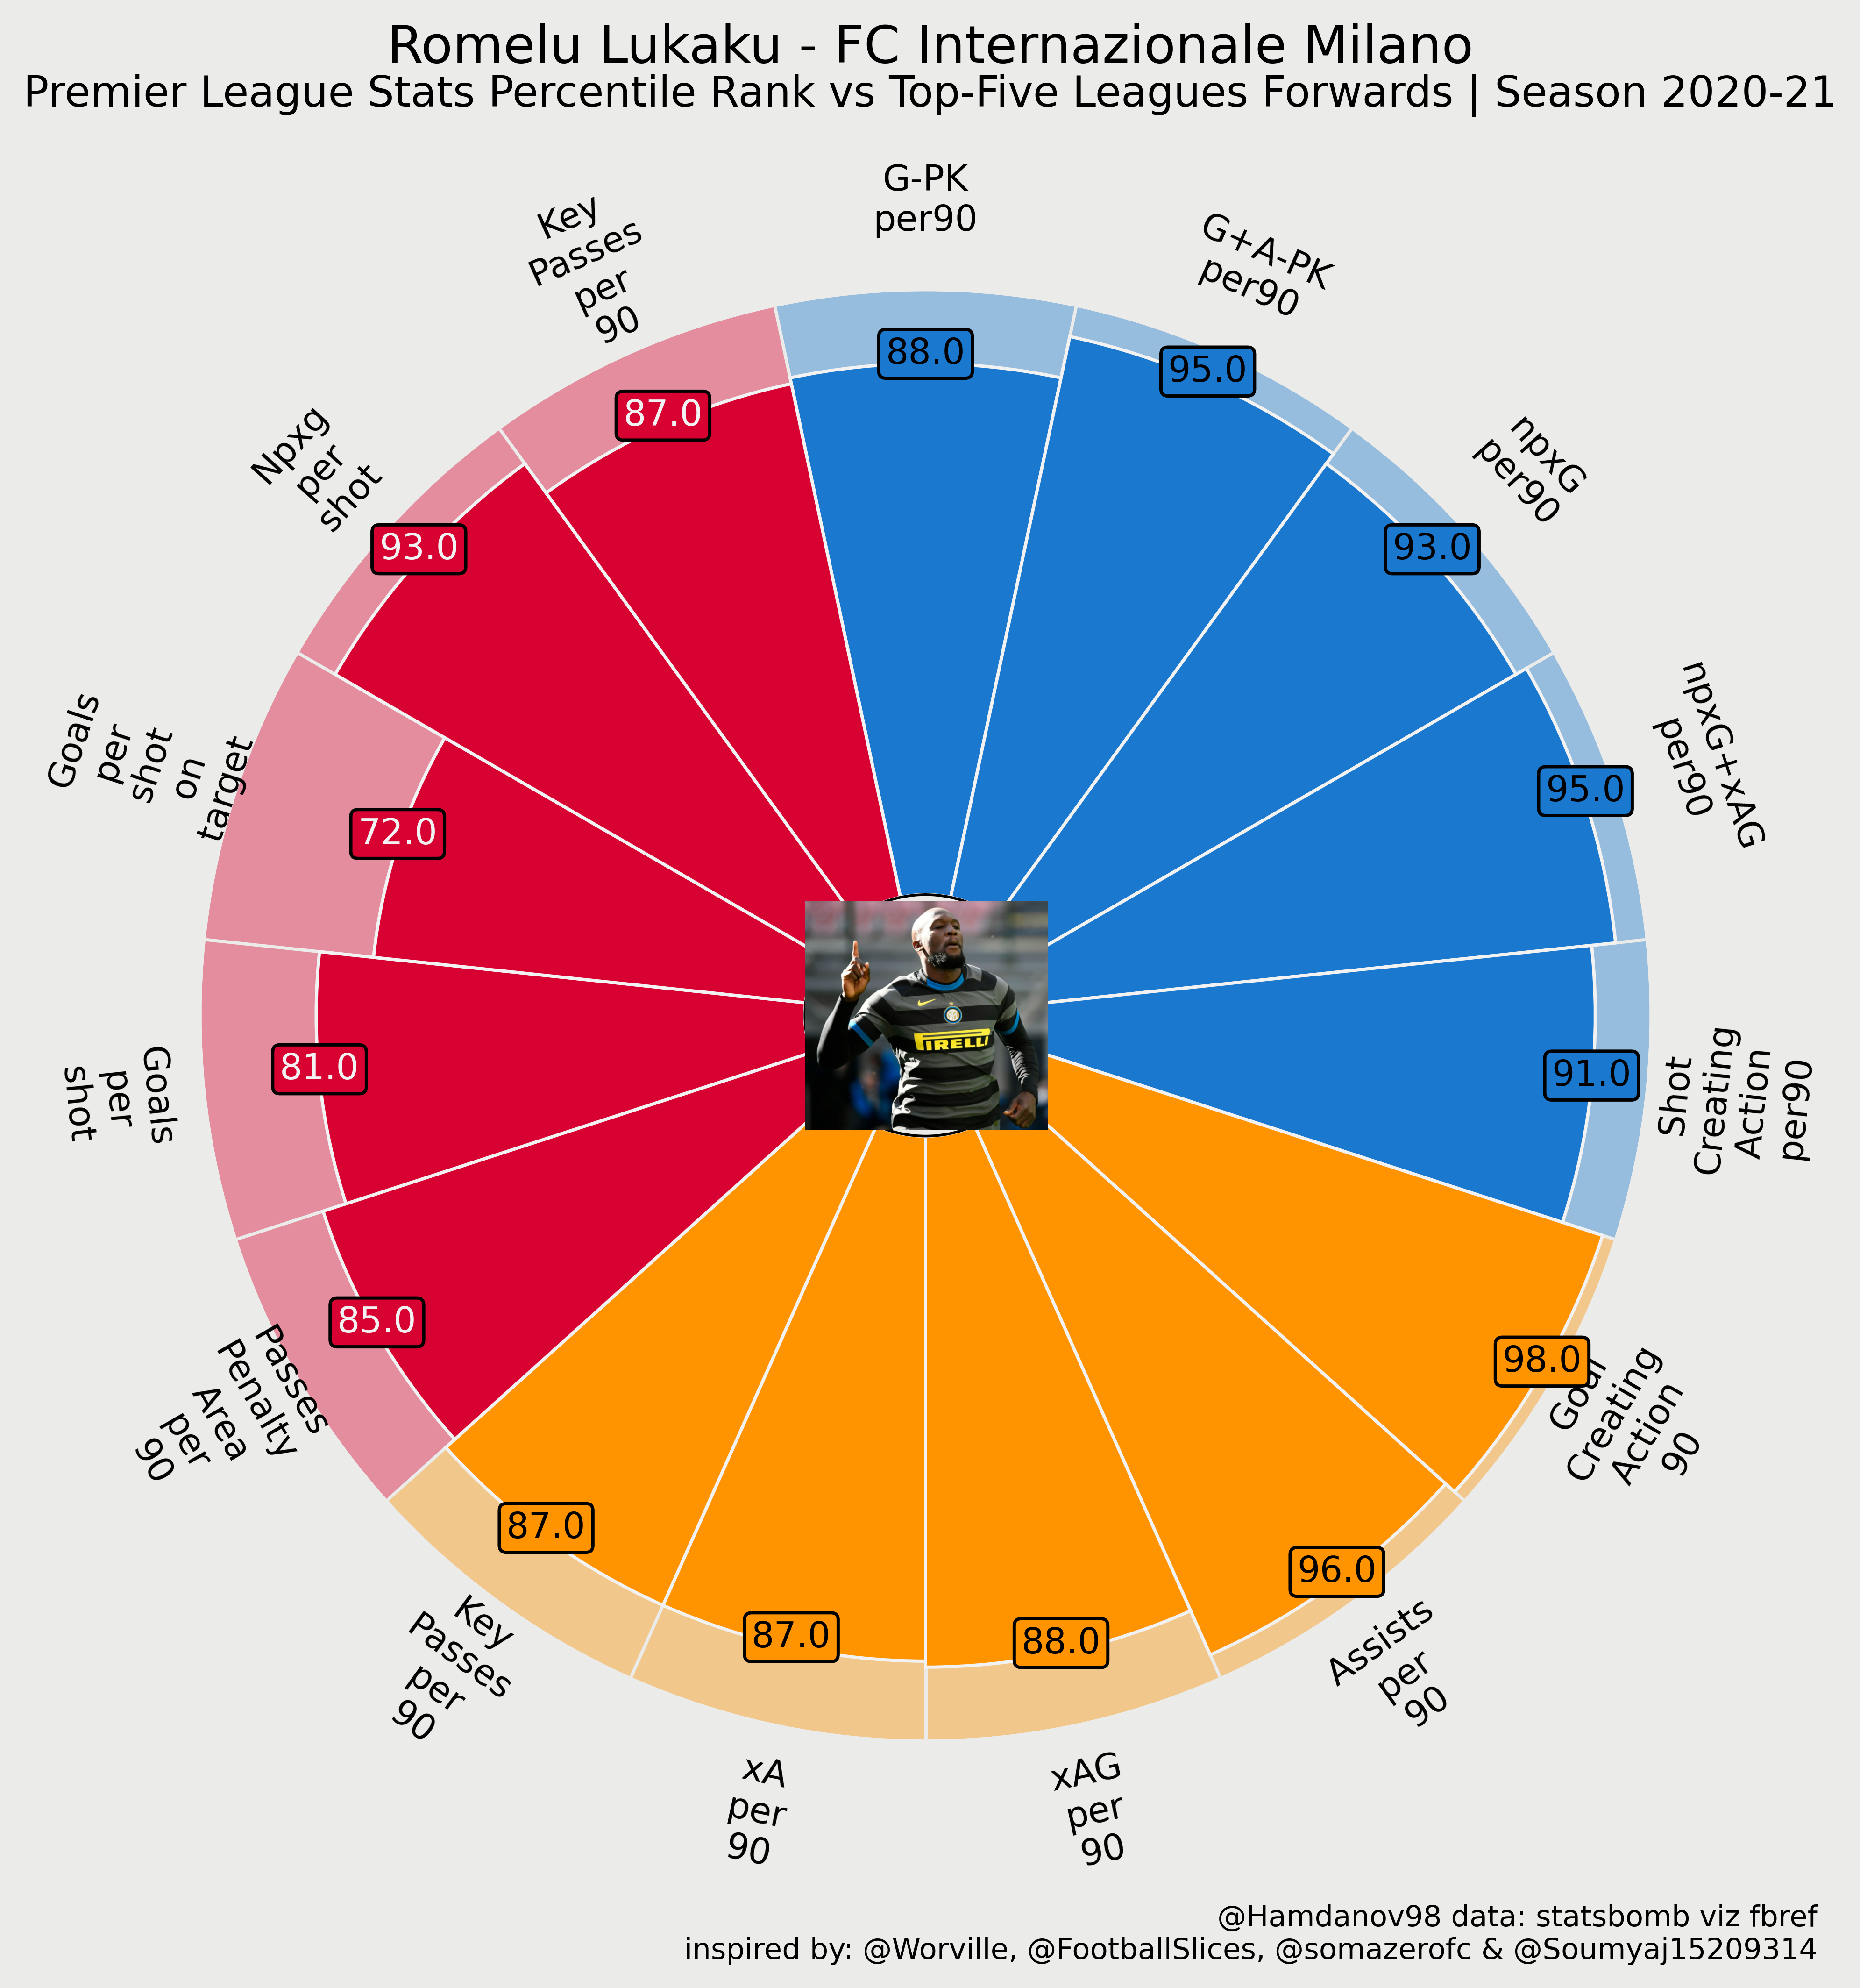 Romelu Lukaku - FC Internazionale Milano
Premier League Stats Percentile Rank vs Top-Five Leagues Forwards | Season 2020-21
G-PK
per90
88.0
G+A-PK
per90
95.0
npxG
per90
93.0
npxG+xAG
per90
95.0
Shot
Creating
Action
per90
91.0
Goal
Creating
Action
90
98.0
Assists
per
90
96.0
xAG
per
90
88.0
xA
per
90
87.0
Key
Passes
per
90
87.0
Passes
Penalty
Area
per
90
85.0
Goals
per
shot
81.0
Goals
per
shot
on
target
72.0
Npxg
per
shot
93.0
Key
Passes
per
90
87.0
PIRELLI
@Hamdanov98 data: statsbomb viz fbref
inspired by: @Worville, @FootballSlices, @somazerofc & @Soumyaj15209314